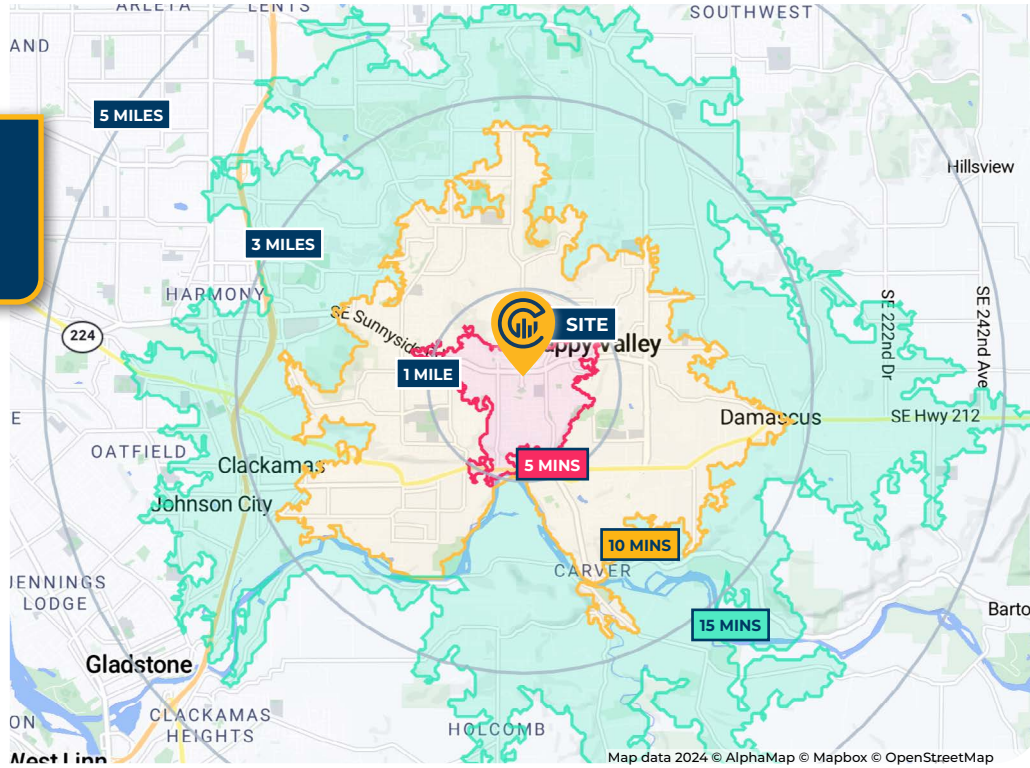 ARLETA
LENTS
SOUTHWEST
AND
5 MILES
Hillsview
3 MILES
HARMONY
SE Sunnyside
224
SITE
appy Valley
1 MILE
SE 222nd Dr
SE 242nd Ave
E
Damascus
SE Hwy 212
OATFIELD
Clackamas
5 MINS
Johnson City
10 MINS
CARVER
JENNINGS
LODGE
Barto
15 MINS
Gladstone
ON
CLACKAMAS
HEIGHTS
HOLCOMB
West Linn
Map data 2024 © AlphaMap © Mapbox © OpenStreetMap